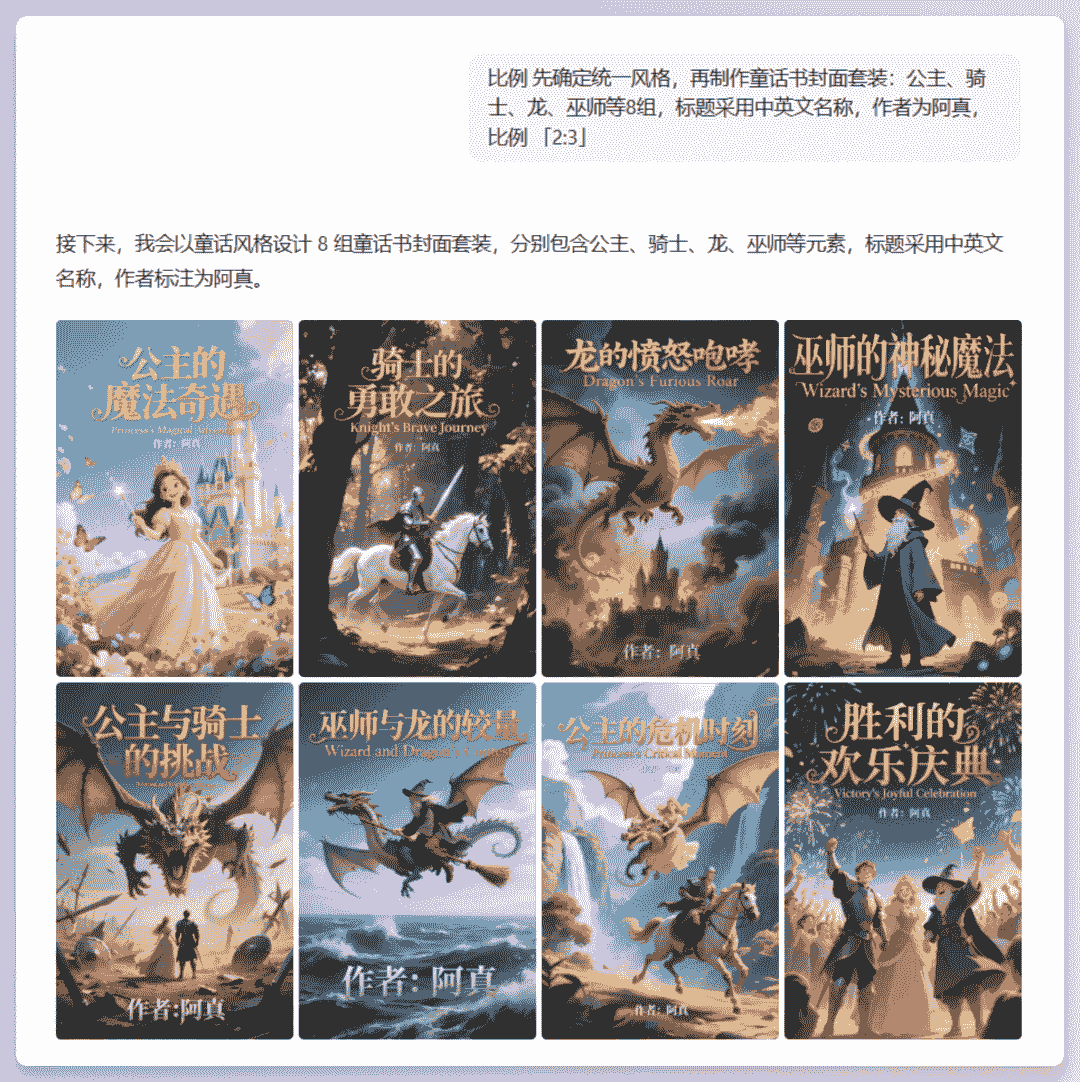 比例 先确定统一风格，再制作童话书封面套装：公主、骑
士、龙、巫师等8组，标题采用中英文名称，作者为阿真，
比例 「2:3」
接下来，我会以童话风格设计 8 组童话书封面套装，分别包含公主、骑士、龙、巫师等元素，标题采用中英文
名称，作者标注为阿真。
公主的
魔法奇遇
Princess's Magical
作者: 阿真
骑士的
勇敢之旅
Knight's Brave Journey
作者: 阿真
龙的愤怒咆哮
Dragon's Furious Roar
作者: 阿真
巫师的神秘魔法
Wizard's Mysterious Magic
作者: 阿真
公主与骑士
的挑战
作者:阿真
巫师与龙的较量
Wizard and Dragon's
作者: 阿真
公主的危机时刻
Princess's Critical Moment
作者: 阿真
胜利的
欢乐庆典
Victory's Joyful Celebration
作者: 阿真